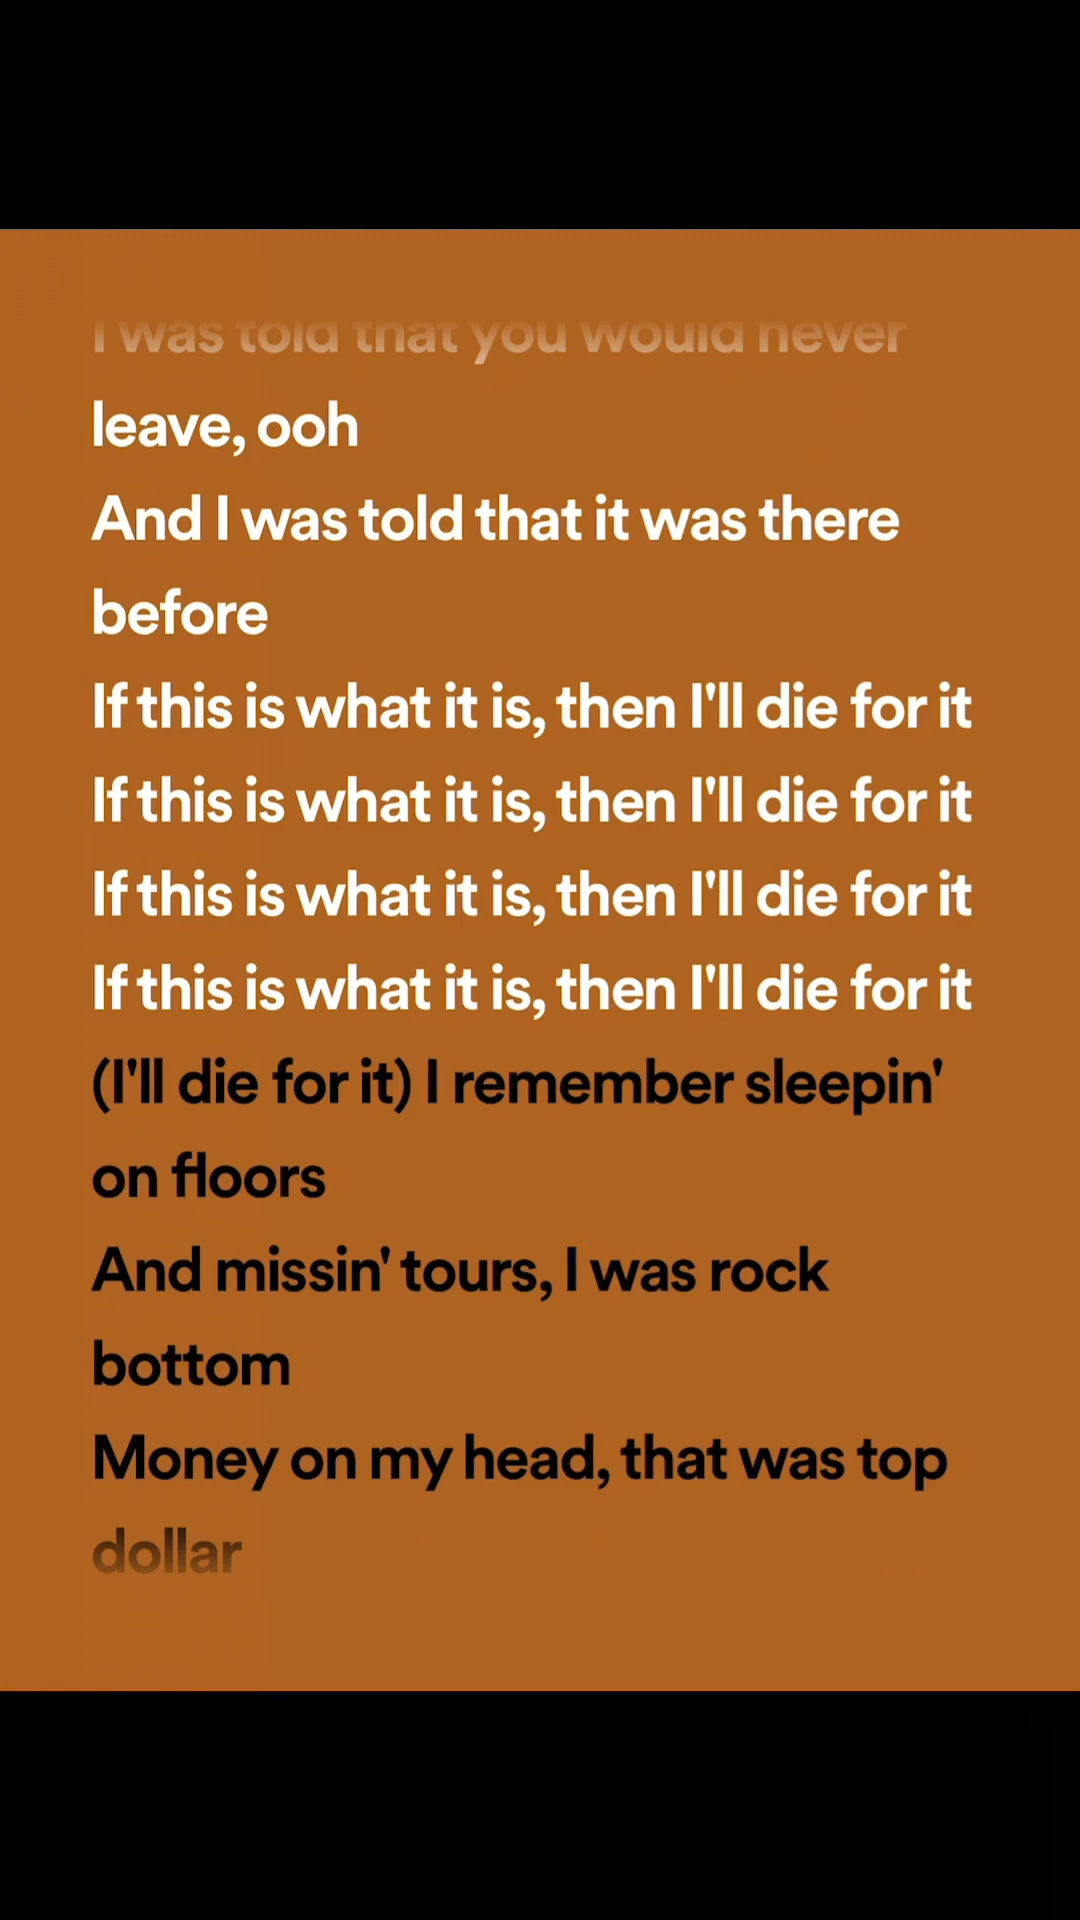 I was told that you would never
leave, ooh
And I was told that it was there
before
If this is what it is, then I'll die for it
If this is what it is, then I'll die for it
If this is what it is, then I'll die for it
If this is what it is, then I'll die for it
(I'll die for it) I remember sleepin'
on floors
And missin' tours, I was rock
bottom
Money on my head, that was top
dollar